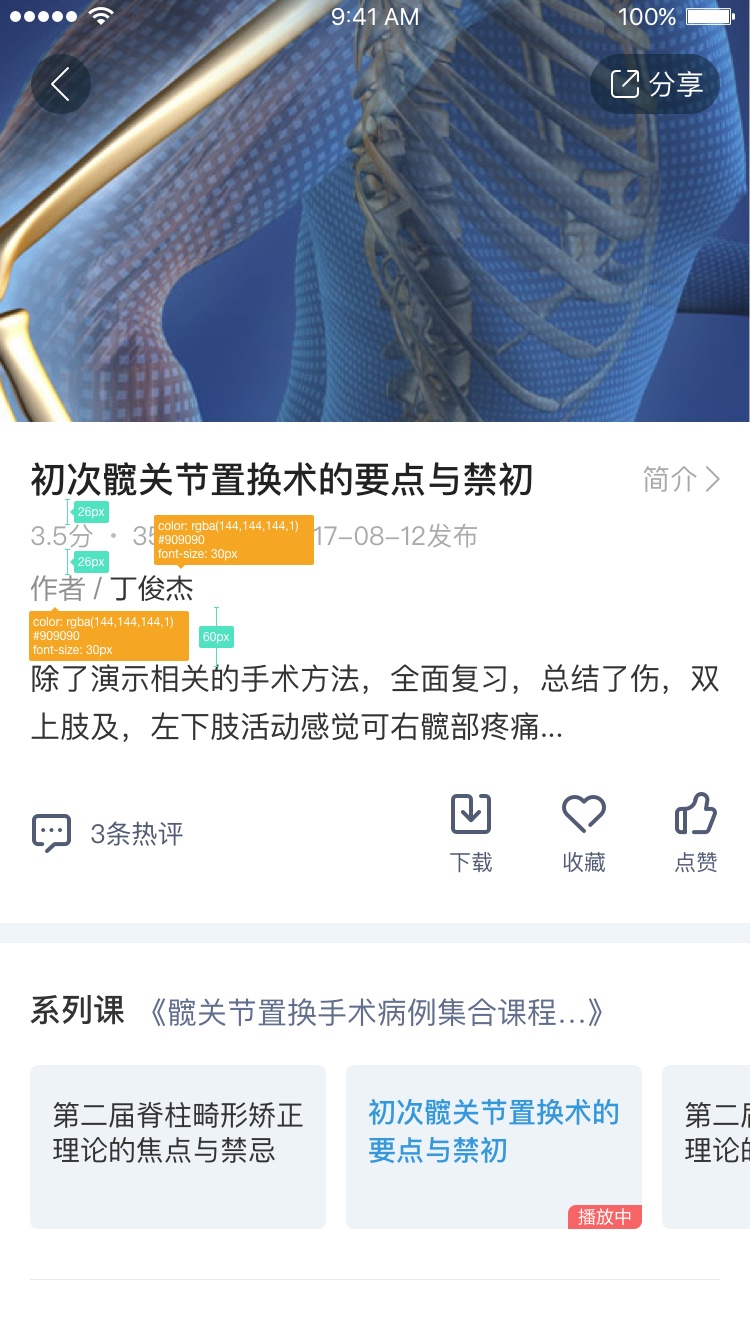 9:41 AM 100%
分享
初次髋关节置换术的要点与禁初 简介
26px
3.5分 · 35 17-08-12发布
color: rgba(144,144,144,1)
#909090
font-size: 30px
26px
作者 / 丁俊杰
color: rgba(144,144,144,1)
#909090
font-size: 30px
60px
除了演示相关的手术方法，全面复习，总结了伤，双
上肢及，左下肢活动感觉可右髋部疼痛...
3条热评
下载 收藏 点赞
系列课 《髋关节置换手术病例集合课程...》
第二届脊柱畸形矫正
理论的焦点与禁忌
初次髋关节置换术的
要点与禁初
播放中
第二届
理论的